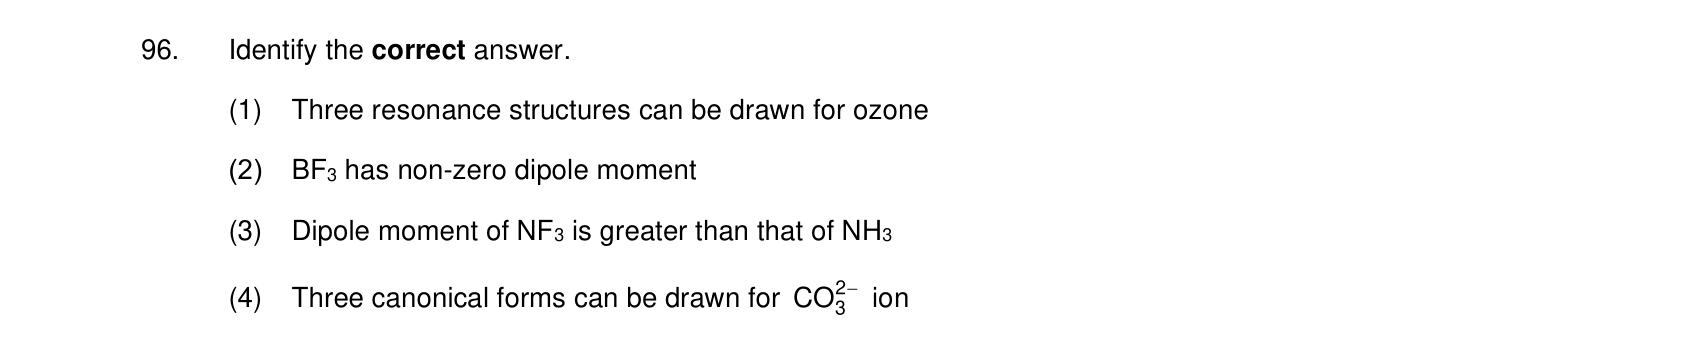 96. Identify the correct answer.
(1) Three resonance structures can be drawn for ozone
(2) BF₃ has non-zero dipole moment
(3) Dipole moment of NF₃ is greater than that of NH₃
(4) Three canonical forms can be drawn for CO₃²⁻ ion